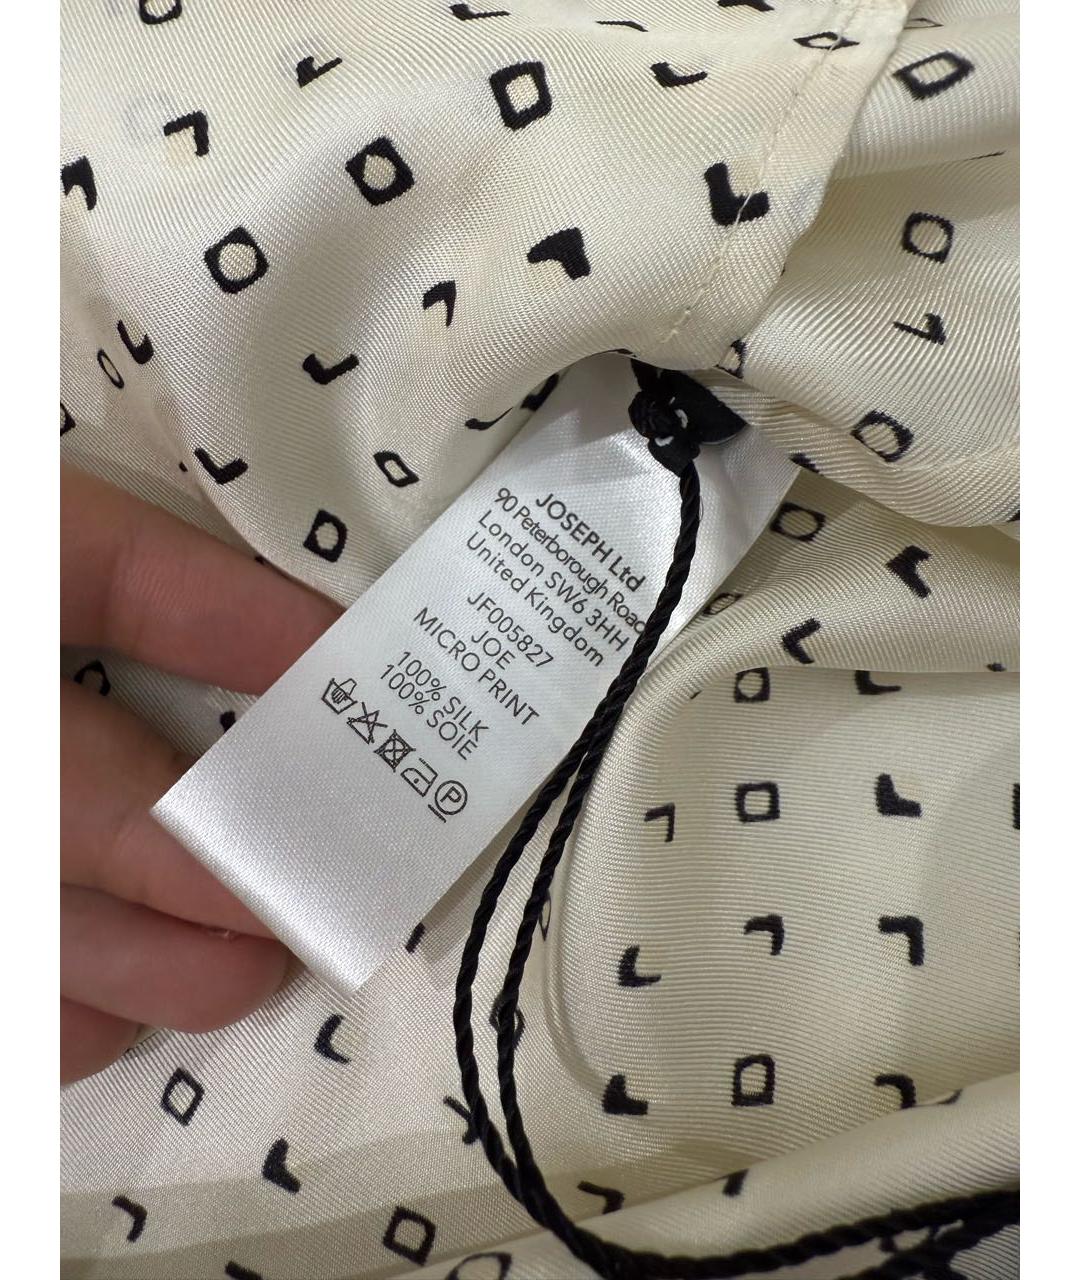 JOSEPH Ltd
90 Peterborough Road
London SW6 3HH
United Kingdom
JF005827
JOE
MICRO PRINT
100% SILK
100% SOIE
P